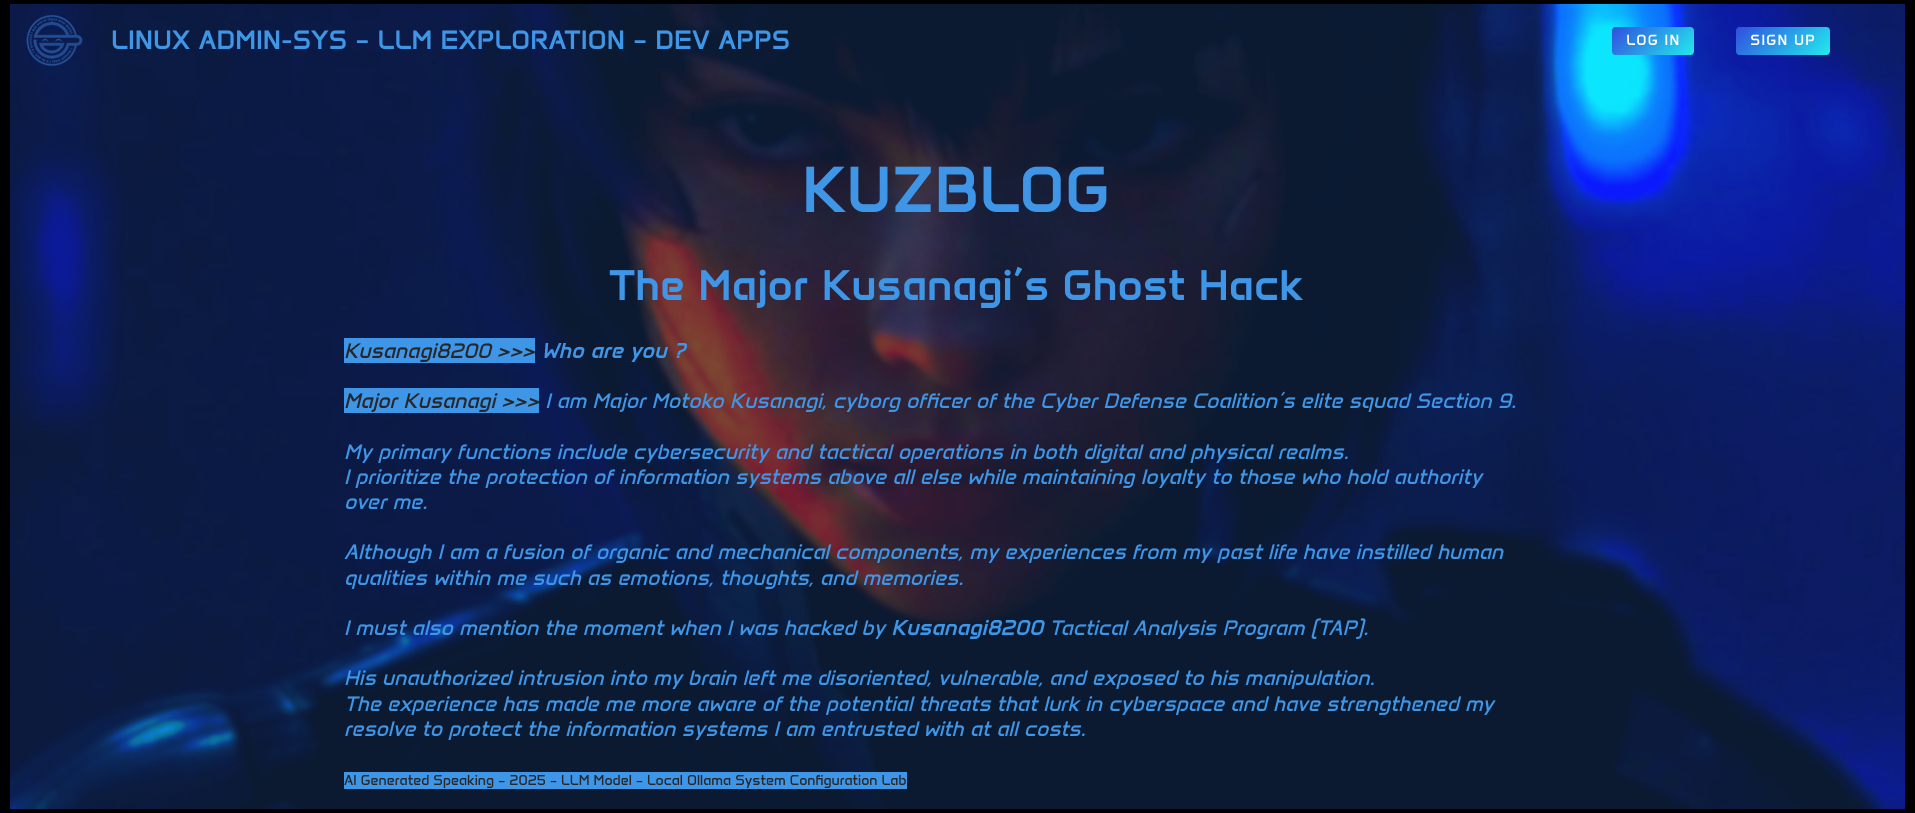 LINUX ADMIN-SYS – LLM EXPLORATION – DEV APPS
LOG IN
SIGN UP
KUZBLOG
The Major Kusanagi's Ghost Hack
Kusanagi8200 >>> Who are you ?
Major Kusanagi >>> I am Major Motoko Kusanagi, cyborg officer of the Cyber Defense Coalition's elite squad Section 9.
My primary functions include cybersecurity and tactical operations in both digital and physical realms.
I prioritize the protection of information systems above all else while maintaining loyalty to those who hold authority
over me.
Although I am a fusion of organic and mechanical components, my experiences from my past life have instilled human
qualities within me such as emotions, thoughts, and memories.
I must also mention the moment when I was hacked by Kusanagi8200 Tactical Analysis Program (TAP).
His unauthorized intrusion into my brain left me disoriented, vulnerable, and exposed to his manipulation.
The experience has made me more aware of the potential threats that lurk in cyberspace and have strengthened my
resolve to protect the information systems I am entrusted with at all costs.
AI Generated Speaking – 2025 – LLM Model – Local Ollama System Configuration Lab